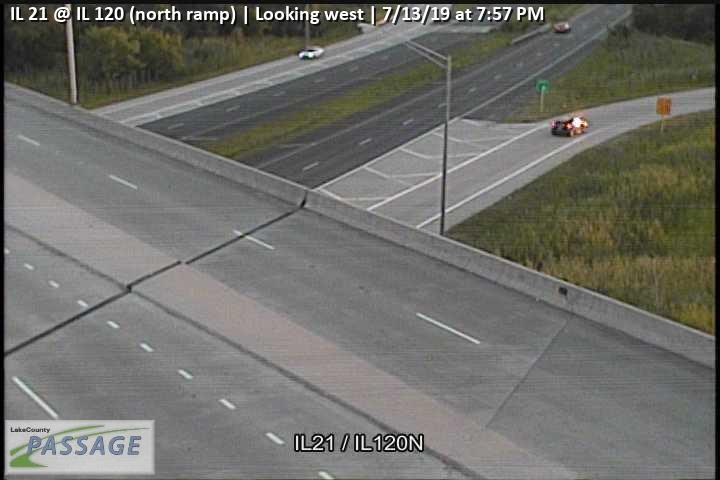 IL 21 @ IL 120 (north ramp) | Looking west | 7/13/19 at 7:57 PM
IL21 / IL120N
LakeCounty
PASSAGE